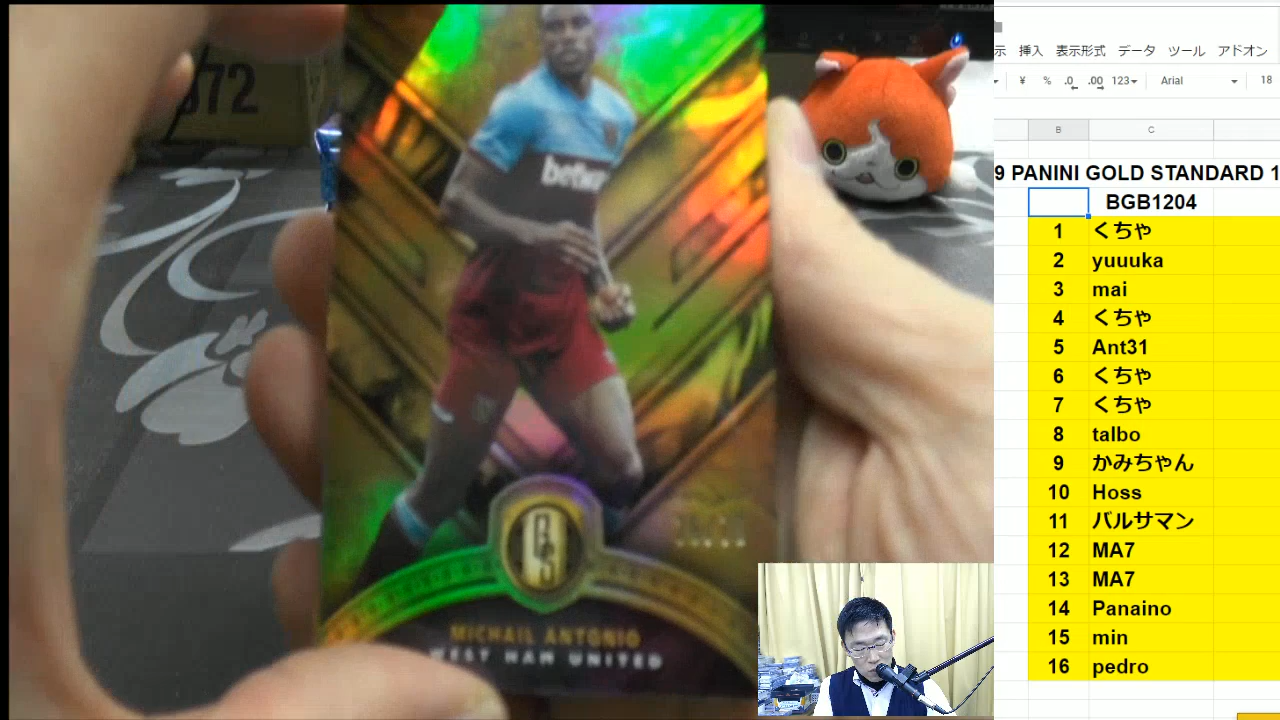 972
betway
GS
MICHAIL ANTONIO
WEST HAM UNITED
示 挿入 表示形式 データ ツール アドオン
¥ % .0 .00 123 Arial 18
B C
9 PANINI GOLD STANDARD 1
BGB1204
1 くちゃ
2 yuuuka
3 mai
4 くちゃ
5 Ant31
6 くちゃ
7 くちゃ
8 talbo
9 かみちゃん
10 Hoss
11 バルサマン
12 MA7
13 MA7
14 Panaino
15 min
16 pedro